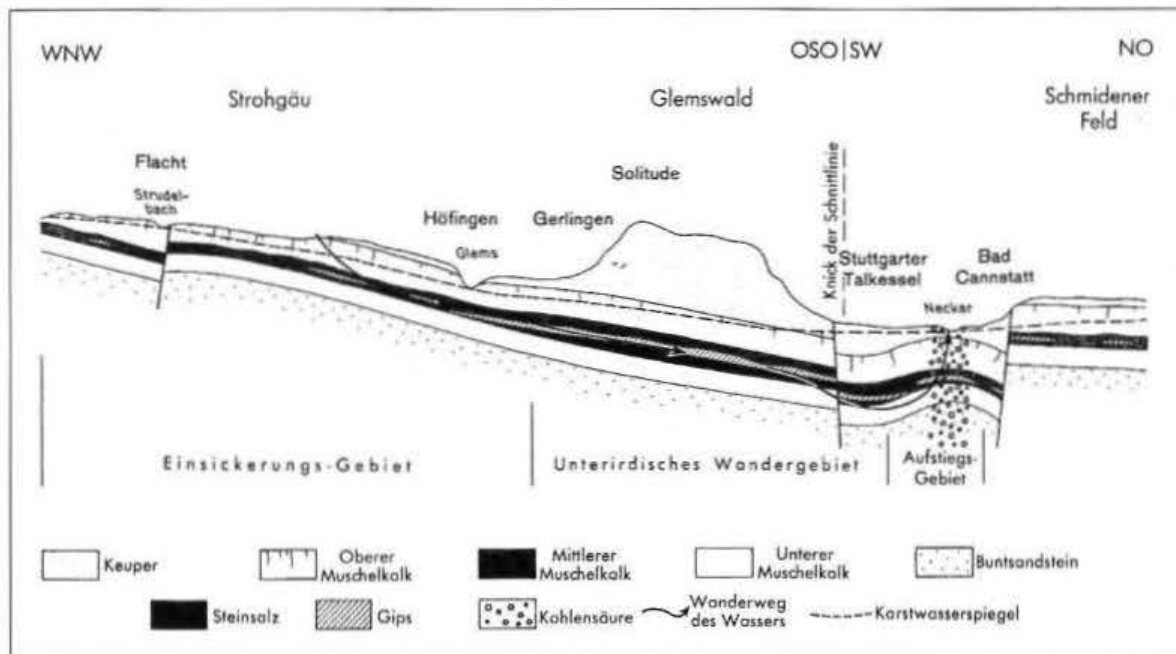 WNW
OSO|SW
NO
Strohgäu
Glemswald
Schmidener
Feld
Flacht
Strudel-
bach
Höfingen
Glems
Gerlingen
Solitude
Knick der Schnittlinie
Stuttgarter
Talkessel
Bad
Cannstatt
Neckar
Einsickerungs-Gebiet
Unterirdisches Wandergebiet
Aufstiegs-
Gebiet
Keuper
Oberer
Muschelkalk
Mittlerer
Muschelkalk
Unterer
Muschelkalk
Buntsandstein
Steinsalz
Gips
Kohlensäure
Wanderweg
des Wassers
Karstwasserspiegel